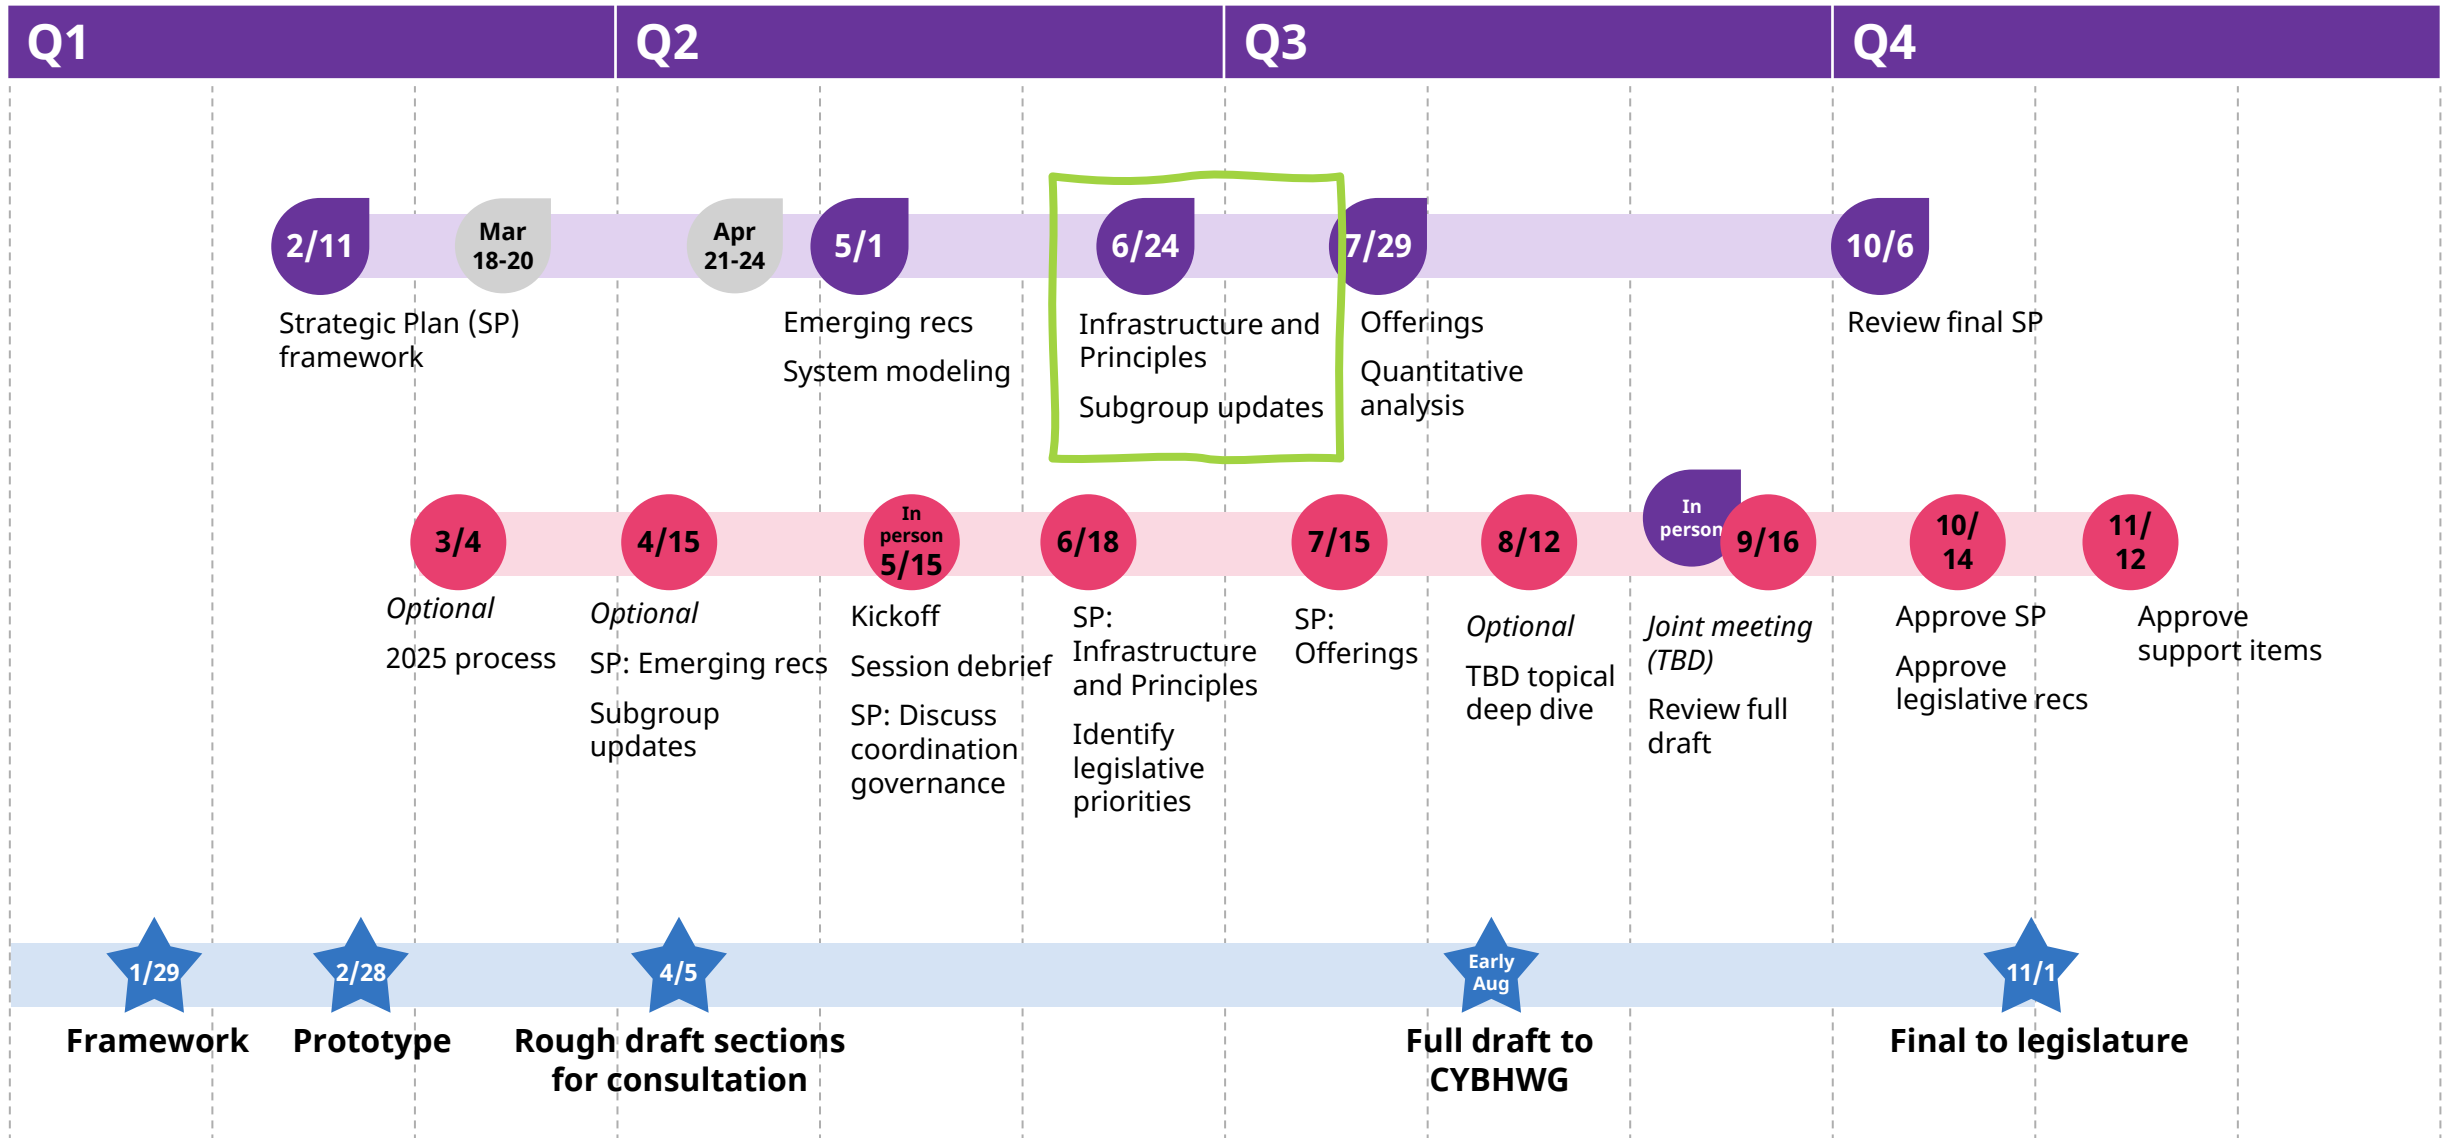 Q1
Q2
Q3
Q4
2/11
Mar
18-20
Apr
21-24
5/1
6/24
7/29
10/6
Strategic Plan (SP)
framework
Emerging recs
System modeling
Infrastructure and
Principles
Subgroup updates
Offerings
Quantitative
analysis
Review final SP
3/4
4/15
In
person
5/15
6/18
7/15
8/12
In
person
9/16
10/
14
11/
12
Optional
2025 process
Optional
SP: Emerging recs
Subgroup
updates
Kickoff
Session debrief
SP: Discuss
coordination
governance
SP:
Infrastructure
and Principles
Identify
legislative
priorities
SP:
Offerings
Optional
TBD topical
deep dive
Joint meeting
(TBD)
Review full
draft
Approve SP
Approve
legislative recs
Approve
support items
1/29
2/28
4/5
Early
Aug
11/1
Framework
Prototype
Rough draft sections
for consultation
Full draft to
CYBHWG
Final to legislature